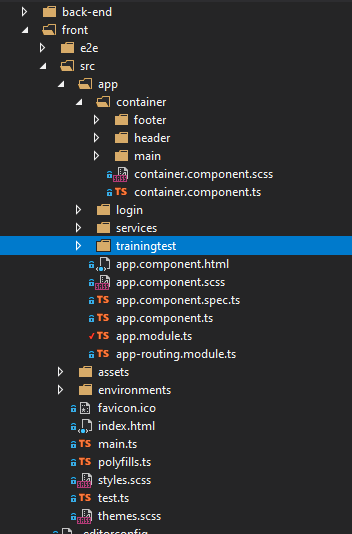 back-end
front
e2e
src
app
container
footer
header
main
container.component.scss
TS container.component.ts
login
services
trainingtest
app.component.html
app.component.scss
TS app.component.spec.ts
TS app.component.ts
TS app.module.ts
TS app-routing.module.ts
assets
environments
favicon.ico
index.html
TS main.ts
TS polyfills.ts
styles.scss
TS test.ts
themes.scss
.editorconfig